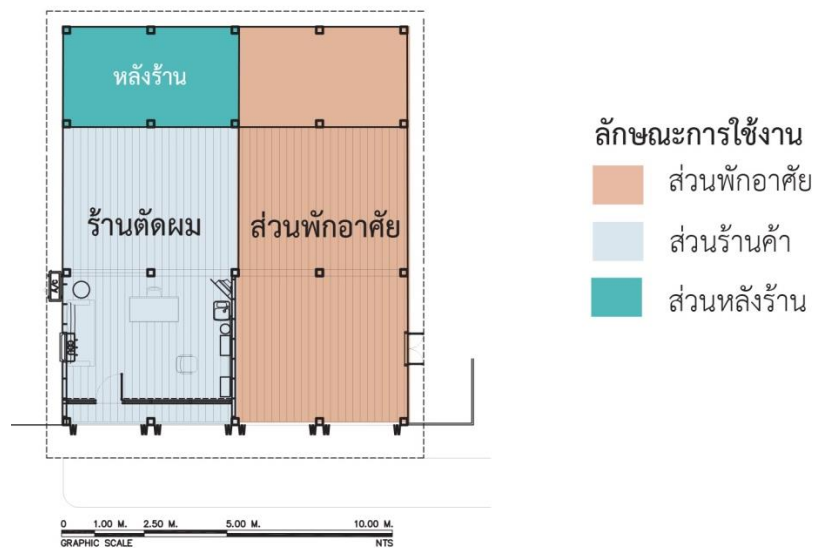 หลังร้าน
ร้านตัดผม
ส่วนพักอาศัย
ลักษณะการใช้งาน
ส่วนพักอาศัย
ส่วนร้านค้า
ส่วนหลังร้าน
0 1.00 M. 2.50 M. 5.00 M. 10.00 M.
GRAPHIC SCALE NTS